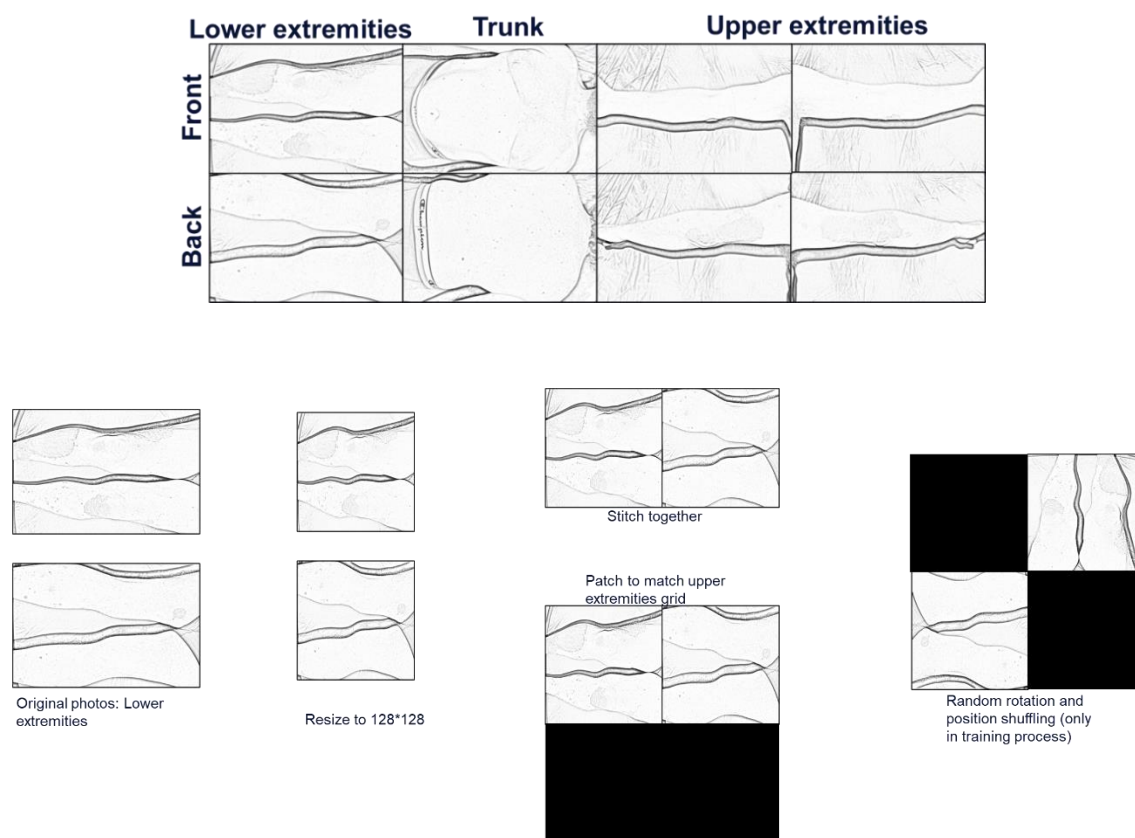 Lower extremities
Trunk
Upper extremities
Front
Back
Champion
Stitch together
Patch to match upper
extremities grid
Original photos: Lower
extremities
Resize to 128*128
Random rotation and
position shuffling (only
in training process)